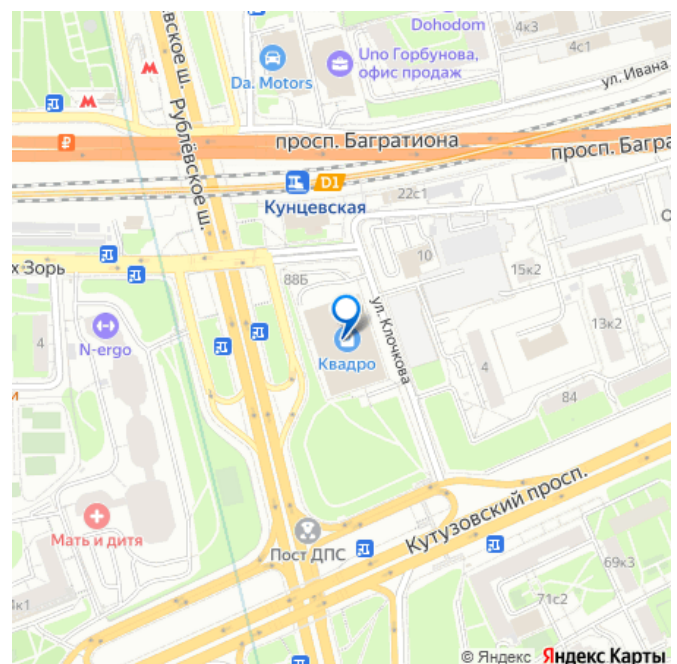 Dohodom
4к3
4с1
Uno Горбунова,
офис продаж
Da. Motors
ул. Ивана
вское ш.
Рублёвское ш.
М
М
₽
просп. Багратиона
просп. Багра
D1
Кунцевская
22с1
О
х Зорь
88Б
10
15к2
ул. Клочкова
13к2
4
N-ergo
Квадро
4
и
84
Мать и дитя
Кутузовский просп.
Пост ДПС
69к3
4к1
71с2
© Яндекс Яндекс Карты